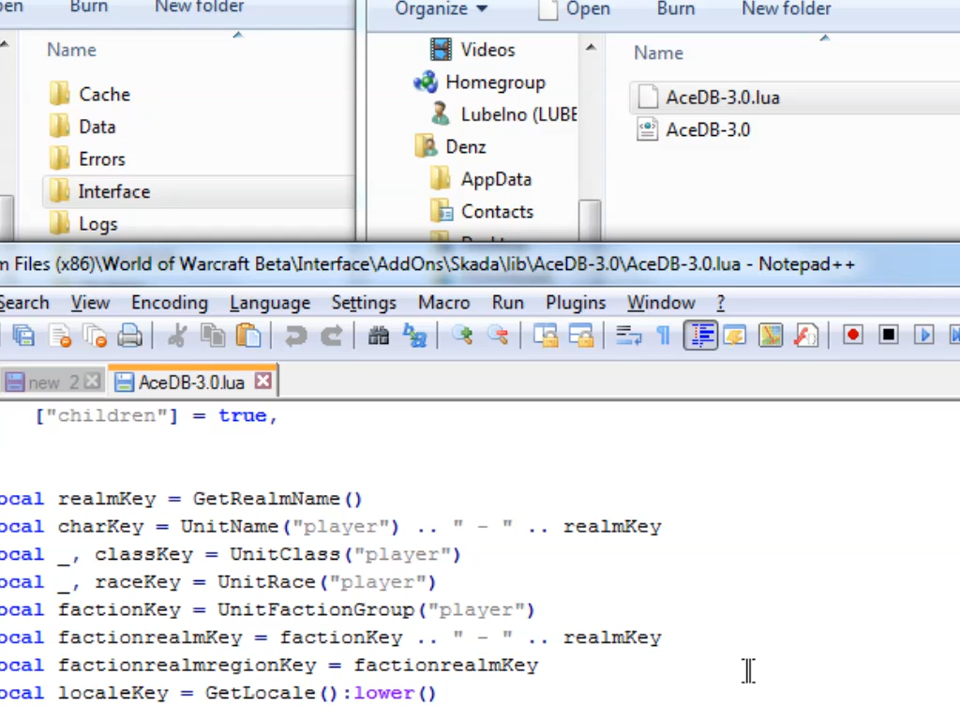 Burn New folder
Name
Cache
Data
Errors
Interface
Logs
Organize Open Burn New folder
Videos
Homegroup
Lubelno (LUBE
Denz
AppData
Contacts
Name
AceDB-3.0.lua
AceDB-3.0
m Files (x86)\World of Warcraft Beta\Interface\AddOns\Skada\lib\AceDB-3.0\AceDB-3.0.lua - Notepad++
Search View Encoding Language Settings Macro Run Plugins Window ?
new 2 AceDB-3.0.lua
["children"] = true,
ocal realmKey = GetRealmName()
ocal charKey = UnitName("player") .. " - " .. realmKey
ocal _, classKey = UnitClass("player")
ocal _, raceKey = UnitRace("player")
ocal factionKey = UnitFactionGroup("player")
ocal factionrealmKey = factionKey .. " - " .. realmKey
ocal factionrealmregionKey = factionrealmKey
ocal localeKey = GetLocale():lower()